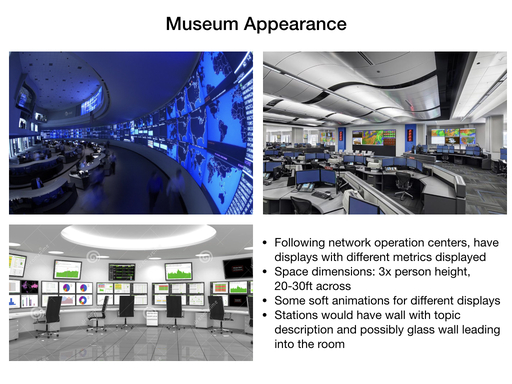 Museum Appearance
• Following network operation centers, have
displays with different metrics displayed
• Space dimensions: 3x person height,
20-30ft across
• Some soft animations for different displays
• Stations would have wall with topic
description and possibly glass wall leading
into the room